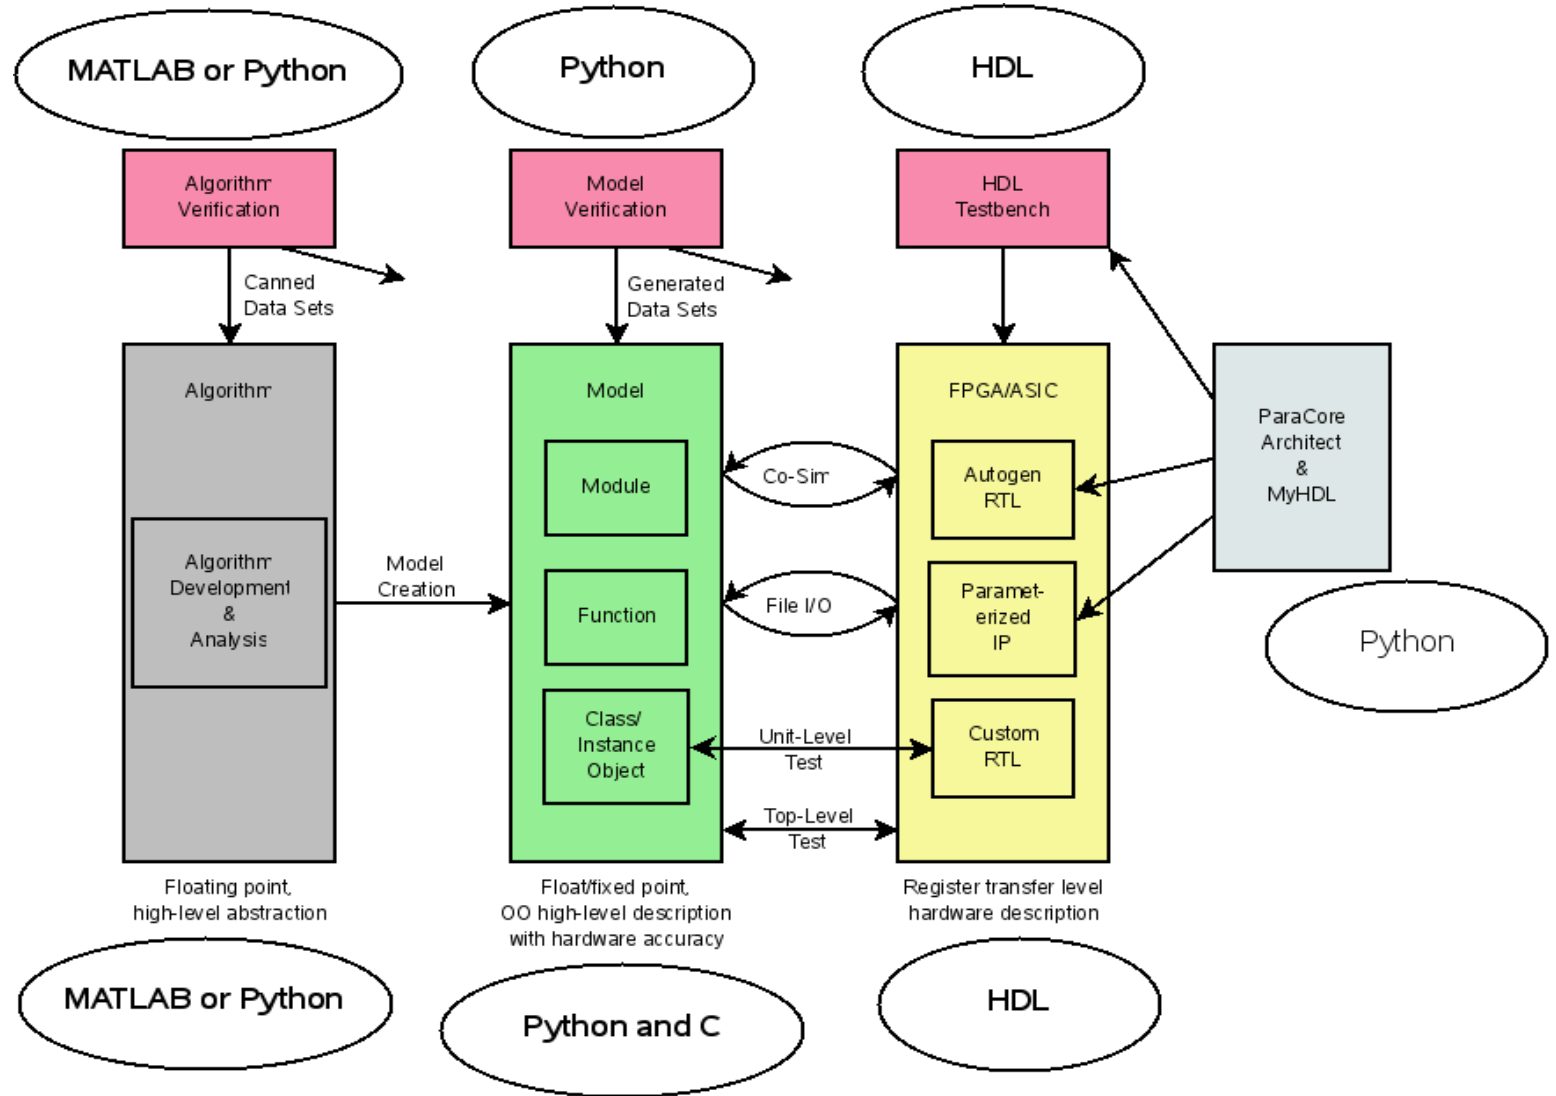 MATLAB or Python
Python
HDL
Algorithm
Verification
Model
Verification
HDL
Testbench
Canned
Data Sets
Generated
Data Sets
Algorithm
Model
FPGA/ASIC
ParaCore
Architect
&
MyHDL
Module
Co-Sim
Autogen
RTL
Algorithm
Development
&
Analysis
Model
Creation
Function
File I/O
Paramet-
erized
IP
Python
Class/
Instance
Object
Unit-Level
Test
Custom
RTL
Top-Level
Test
Floating point,
high-level abstraction
Float/fixed point,
OO high-level description
with hardware accuracy
Register transfer level
hardware description
MATLAB or Python
Python and C
HDL